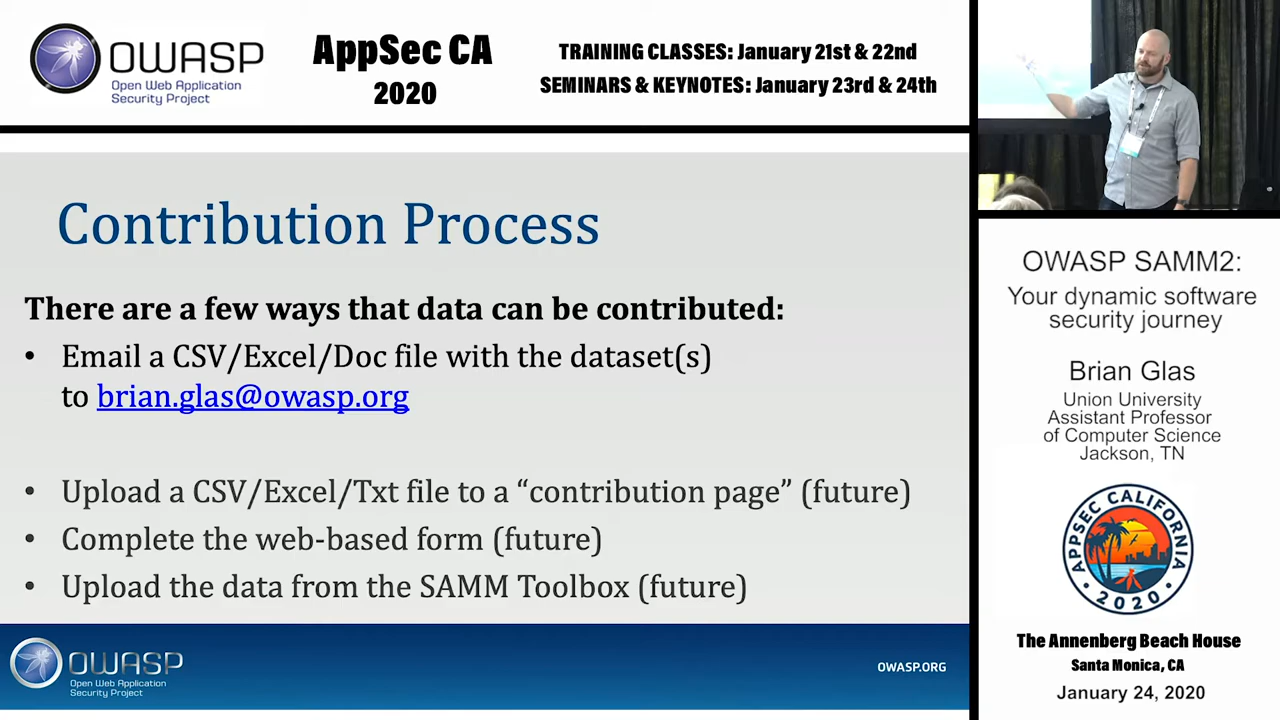 OWASP
Open Web Application
Security Project
AppSec CA
2020
TRAINING CLASSES: January 21st & 22nd
SEMINARS & KEYNOTES: January 23rd & 24th
Contribution Process
There are a few ways that data can be contributed:
• Email a CSV/Excel/Doc file with the dataset(s)
to brian.glas@owasp.org
• Upload a CSV/Excel/Txt file to a “contribution page” (future)
• Complete the web-based form (future)
• Upload the data from the SAMM Toolbox (future)
OWASP
Open Web Application
Security Project
OWASP.ORG
OWASP SAMM2:
Your dynamic software
security journey
Brian Glas
Union University
Assistant Professor
of Computer Science
Jackson, TN
APPSEC CALIFORNIA
• 2020 •
The Annenberg Beach House
Santa Monica, CA
January 24, 2020